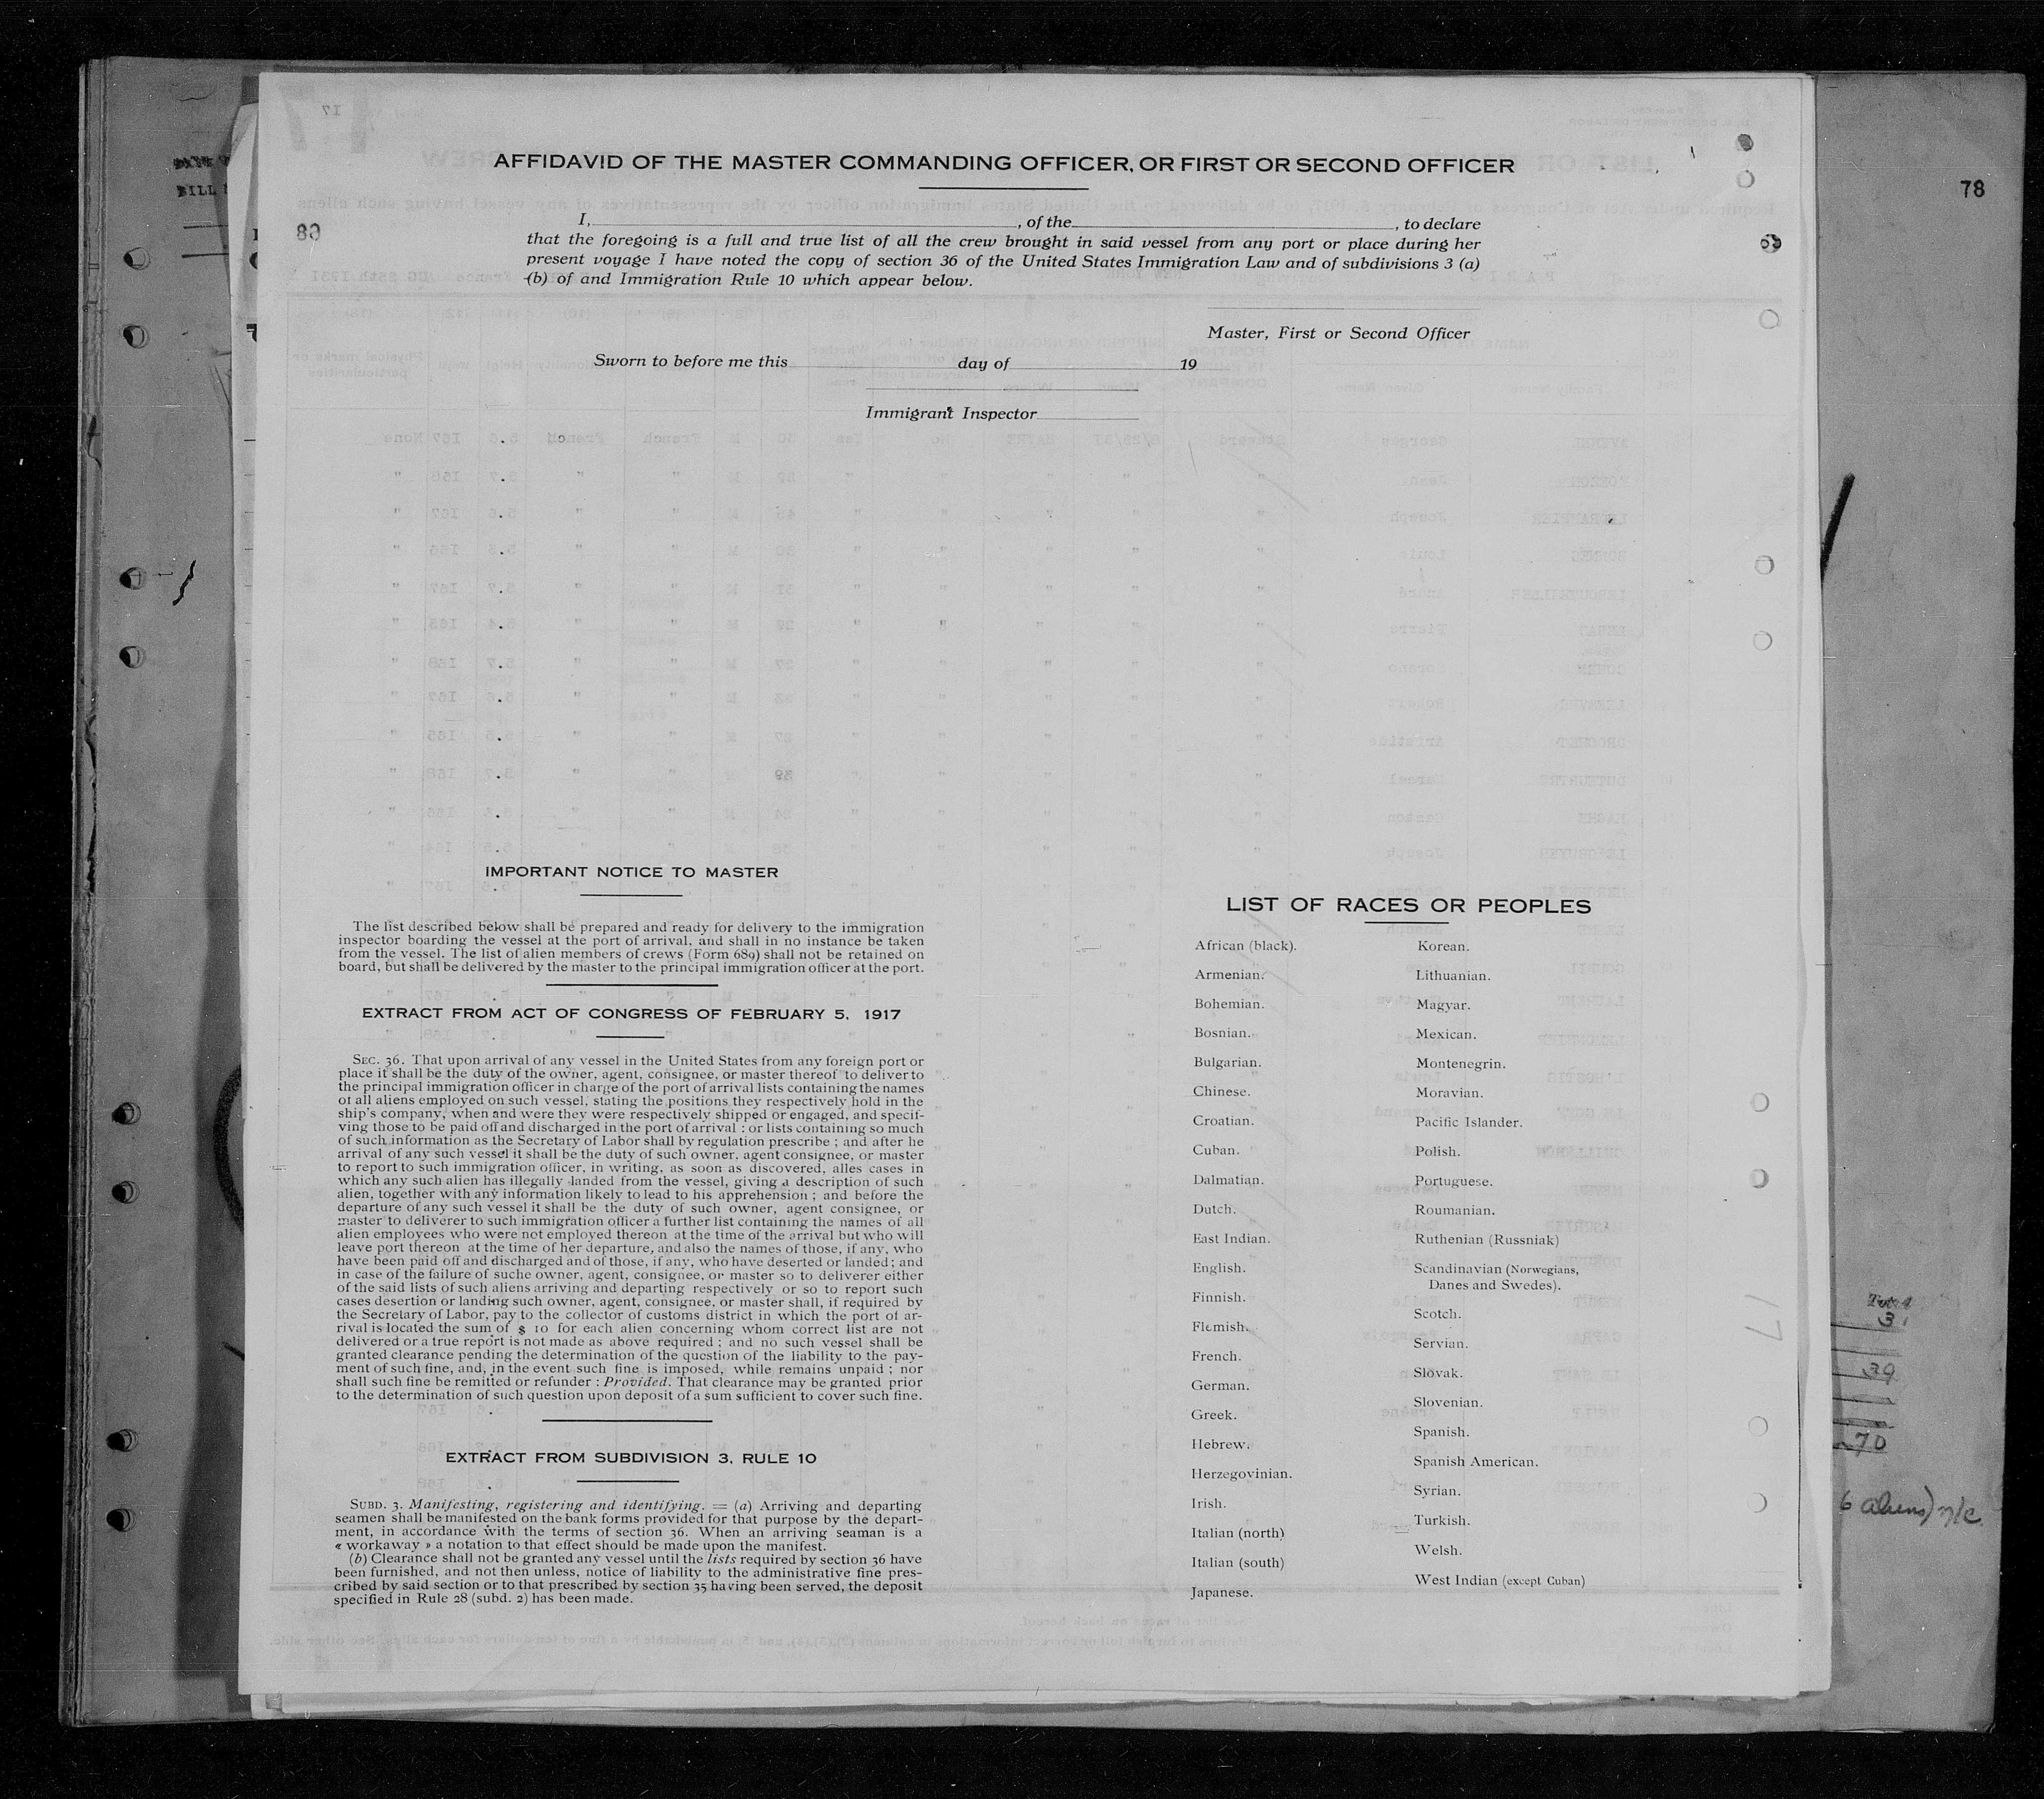 78
AFFIDAVID OF THE MASTER COMMANDING OFFICER, OR FIRST OR SECOND OFFICER
I, , of the , to declare
that the foregoing is a full and true list of all the crew brought in said vessel from any port or place during her
present voyage I have noted the copy of section 36 of the United States Immigration Law and of subdivisions 3 (a)
(b) of and Immigration Rule 10 which appear below.
Master, First or Second Officer
Sworn to before me this day of 19
Immigrant Inspector
IMPORTANT NOTICE TO MASTER
The list described below shall be prepared and ready for delivery to the immigration
inspector boarding the vessel at the port of arrival, and shall in no instance be taken
from the vessel. The list of alien members of crews (Form 689) shall not be retained on
board, but shall be delivered by the master to the principal immigration officer at the port.
EXTRACT FROM ACT OF CONGRESS OF FEBRUARY 5, 1917
SEC. 36. That upon arrival of any vessel in the United States from any foreign port or
place it shall be the duty of the owner, agent, consignee, or master thereof to deliver to
the principal immigration officer in charge of the port of arrival lists containing the names
of all aliens employed on such vessel, stating the positions they respectively hold in the
ship's company, when and were they were respectively shipped or engaged, and specif-
ving those to be paid off and discharged in the port of arrival : or lists containing so much
of such information as the Secretary of Labor shall by regulation prescribe ; and after he
arrival of any such vessel it shall be the duty of such owner, agent consignee, or master
to report to such immigration officer, in writing, as soon as discovered, alles cases in
which any such alien has illegally landed from the vessel, giving a description of such
alien, together with any information likely to lead to his apprehension ; and before the
departure of any such vessel it shall be the duty of such owner, agent consignee, or
master to deliverer to such immigration officer a further list containing the names of all
alien employees who were not employed thereon at the time of the arrival but who will
leave port thereon at the time of her departure, and also the names of those, if any, who
have been paid off and discharged and of those, if any, who have deserted or landed ; and
in case of the failure of suche owner, agent, consignee, or master so to deliverer either
of the said lists of such aliens arriving and departing respectively or so to report such
cases desertion or landing such owner, agent, consignee, or master shall, if required by
the Secretary of Labor, pay to the collector of customs district in which the port of ar-
rival is located the sum of $ 10 for each alien concerning whom correct list are not
delivered or a true report is not made as above required ; and no such vessel shall be
granted clearance pending the determination of the question of the liability to the pay-
ment of such fine, and, in the event such fine is imposed, while remains unpaid ; nor
shall such fine be remitted or refunder : Provided. That clearance may be granted prior
to the determination of such question upon deposit of a sum sufficient to cover such fine.
EXTRACT FROM SUBDIVISION 3, RULE 10
SUBD. 3. Manifesting, registering and identifying. = (a) Arriving and departing
seamen shall be manifested on the bank forms provided for that purpose by the depart-
ment, in accordance with the terms of section 36. When an arriving seaman is a
« workaway » a notation to that effect should be made upon the manifest.
(b) Clearance shall not be granted any vessel until the lists required by section 36 have
been furnished, and not then unless, notice of liability to the administrative fine pres-
cribed by said section or to that prescribed by section 35 having been served, the deposit
specified in Rule 28 (subd. 2) has been made.
LIST OF RACES OR PEOPLES
African (black).
Armenian.
Bohemian.
Bosnian.
Bulgarian.
Chinese.
Croatian.
Cuban.
Dalmatian.
Dutch.
East Indian.
English.
Finnish.
Flemish.
French.
German.
Greek.
Hebrew.
Herzegovinian.
Irish.
Italian (north)
Italian (south)
Japanese.
Korean.
Lithuanian.
Magyar.
Mexican.
Montenegrin.
Moravian.
Pacific Islander.
Polish.
Portuguese.
Roumanian.
Ruthenian (Russniak)
Scandinavian (Norwegians,
Danes and Swedes).
Scotch.
Servian.
Slovak.
Slovenian.
Spanish.
Spanish American.
Syrian.
Turkish.
Welsh.
West Indian (except Cuban)
Total
39
70
6 aliens) n/c